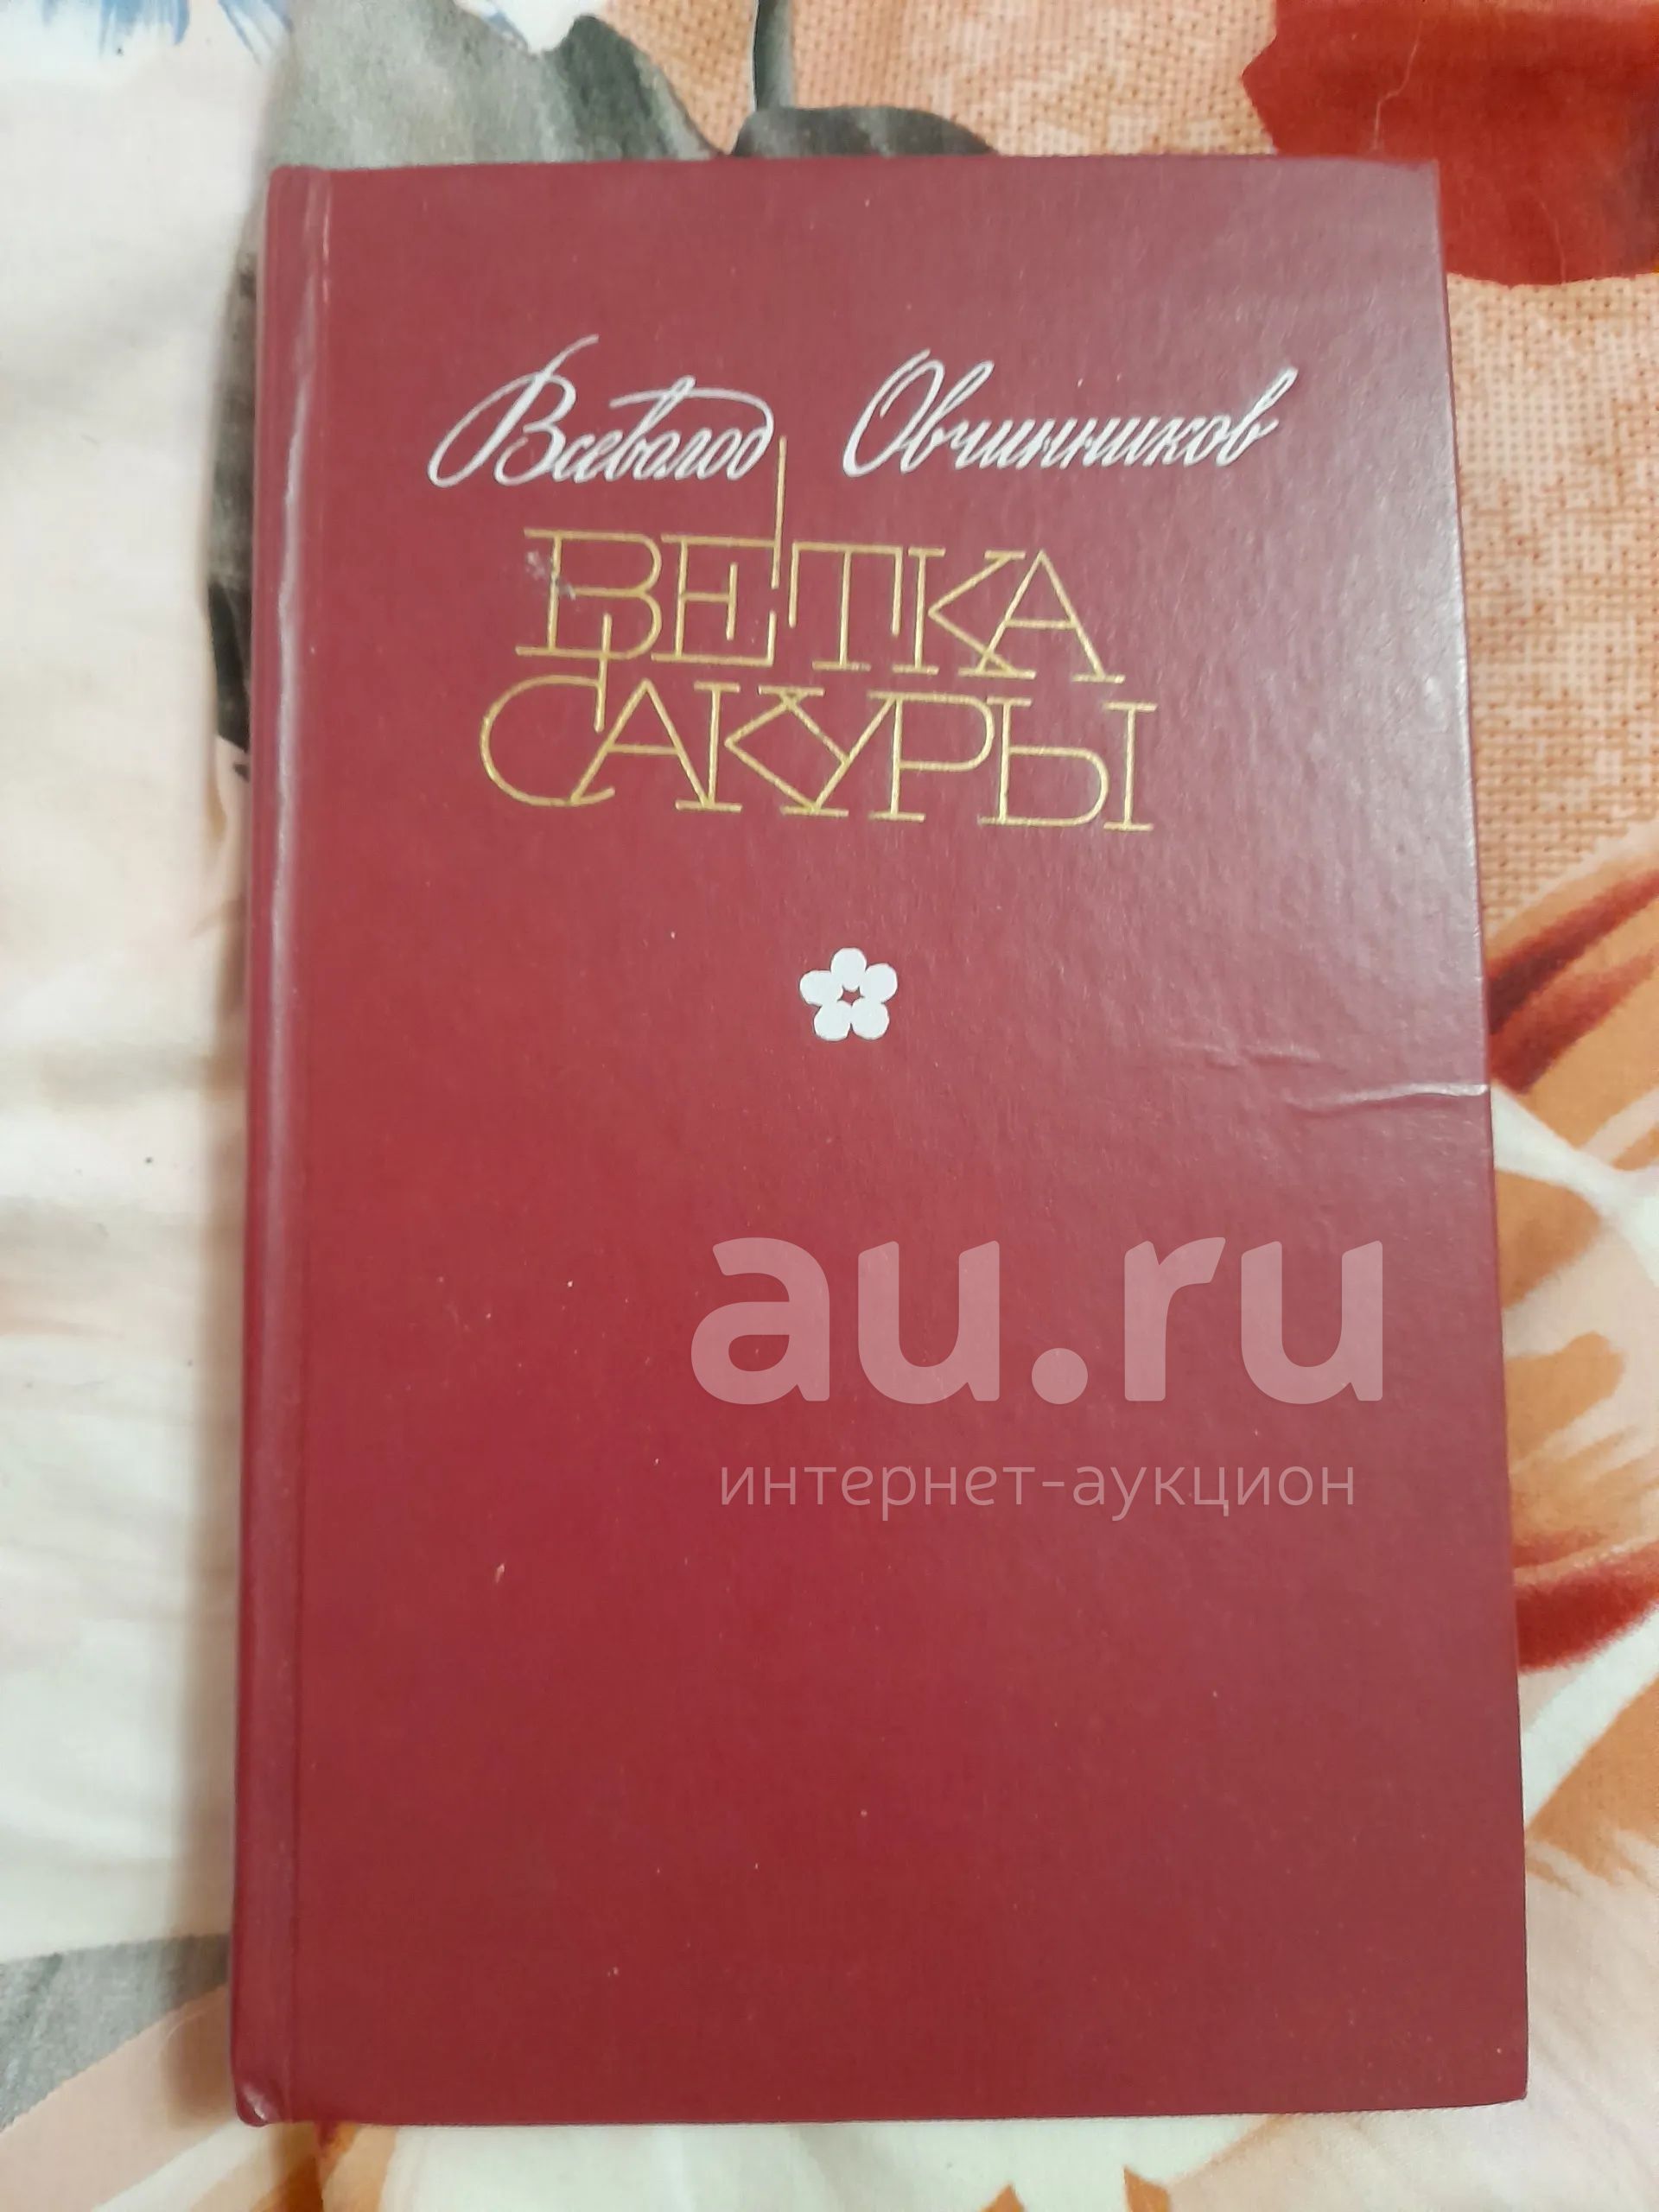 Всеволод Овчинников
ВЕТКА
САКУРЫ
au.ru
интернет-аукцион